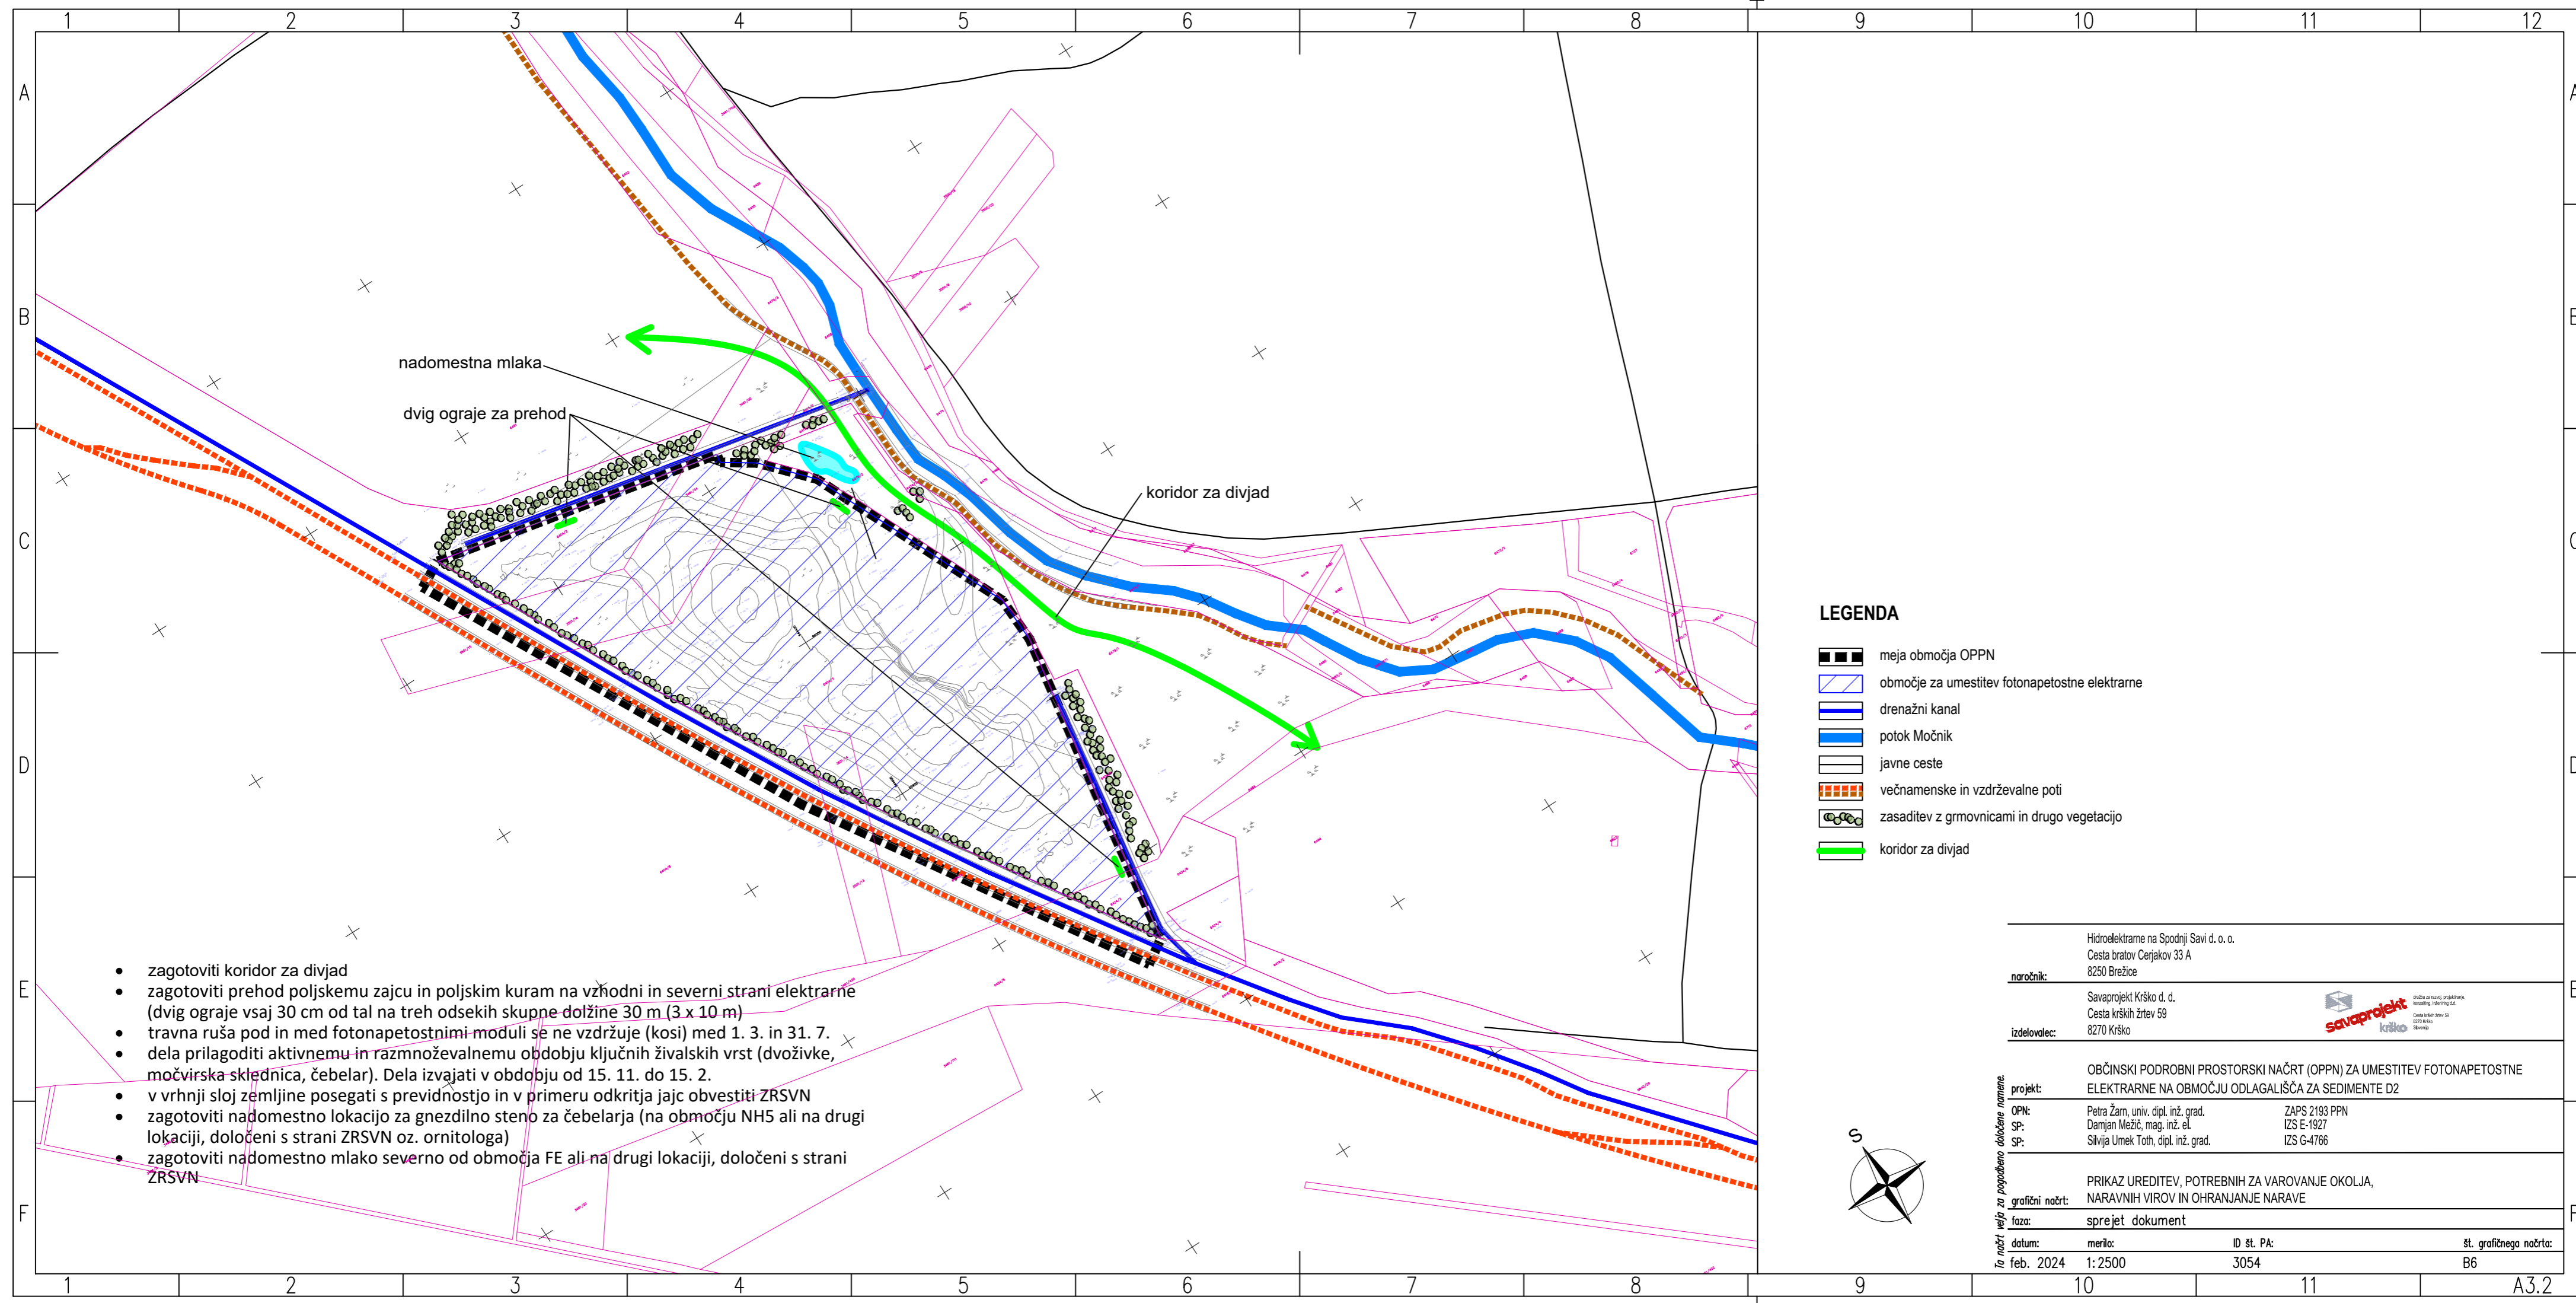 1 2 3 4 5 6 7 8 9 10 11 12
A
B
C
D
E
F
nadomestna mlaka
dvig ograje za prehod
koridor za divjad
• zagotoviti koridor za divjad
• zagotoviti prehod poljskemu zajcu in poljskim kuram na vzhodni in severni strani elektrarne
(dvig ograje vsaj 30 cm od tal na treh odsekih skupne dolžine 30 m (3 x 10 m)
• travna ruša pod in med fotonapetostnimi moduli se ne vzdržuje (kosi) med 1. 3. in 31. 7.
• dela prilagoditi aktivnemu in razmnoževalnemu obdobju ključnih živalskih vrst (dvoživke,
močvirska sklednica, čebelar). Dela izvajati v obdobju od 15. 11. do 15. 2.
• v vrhnji sloj zemljine posegati s previdnostjo in v primeru odkritja jajc obvestiti ZRSVN
• zagotoviti nadomestno lokacijo za gnezdilno steno za čebelarja (na območju NH5 ali na drugi
lokaciji, določeni s strani ZRSVN oz. ornitologa)
• zagotoviti nadomestno mlako severno od območja FE ali na drugi lokaciji, določeni s strani
ZRSVN
LEGENDA
meja območja OPPN
območje za umestitev fotonapetostne elektrarne
drenažni kanal
potok Močnik
javne ceste
večnamenske in vzdrževalne poti
zasaditev z grmovnicami in drugo vegetacijo
koridor za divjad
S
Ta načrt velja za pogodbeno določene namene.
Hidroelektrarne na Spodnji Savi d. o. o.
Cesta bratov Cerjakov 33 A
naročnik: 8250 Brežice
Savaprojekt Krško d. d.
Cesta krških žrtev 59
izdelovalec: 8270 Krško
savaprojekt
krško
OBČINSKI PODROBNI PROSTORSKI NAČRT (OPPN) ZA UMESTITEV FOTONAPETOSTNE
projekt: ELEKTRARNE NA OBMOČJU ODLAGALIŠČA ZA SEDIMENTE D2
OPN: Petra Žarn, univ. dipl. inž. grad. ZAPS 2193 PPN
SP: Damjan Mežič, mag. inž. el. IZS E-1927
SP: Silvija Umek Toth, dipl. inž. grad. IZS G-4766
PRIKAZ UREDITEV, POTREBNIH ZA VAROVANJE OKOLJA,
grafični načrt: NARAVNIH VIROV IN OHRANJANJE NARAVE
faza: sprejet dokument
datum: merilo: ID št. PA: št. grafičnega načrta:
feb. 2024 1:2500 3054 B6
1 2 3 4 5 6 7 8 9 10 11 A3.2